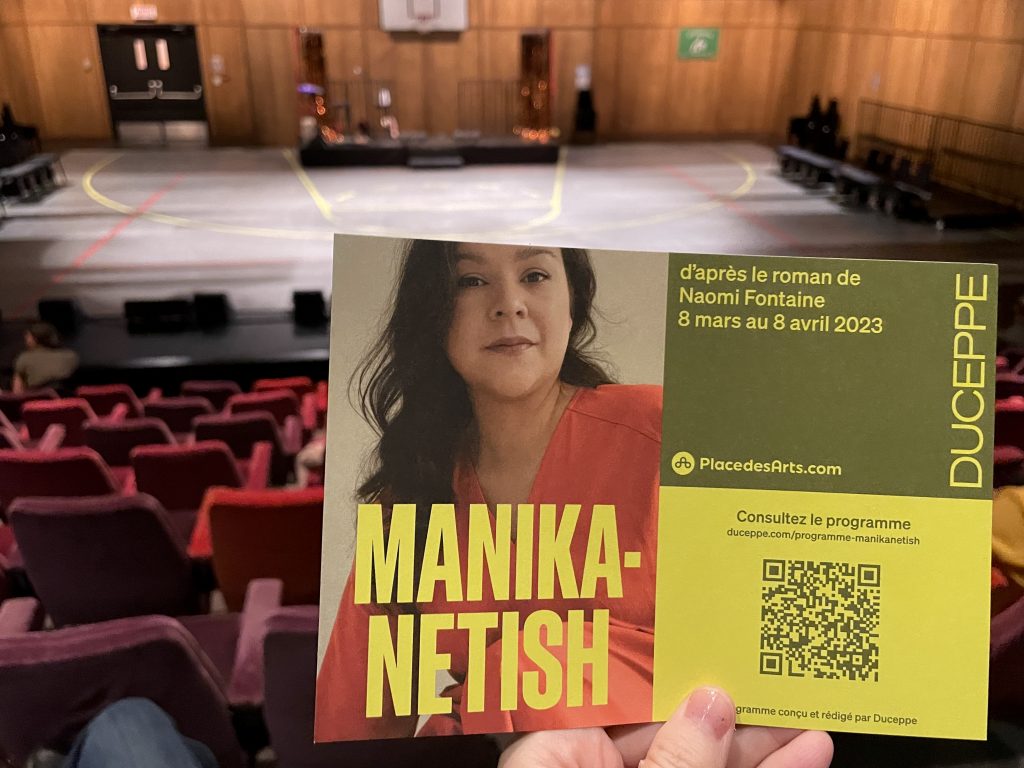 d'après le roman de
Naomi Fontaine
8 mars au 8 avril 2023
DUCEPPE
PlacedesArts.com
MANIKA-
NETISH
Consultez le programme
duceppe.com/programme-manikanetish
conçu et rédigé par Duceppe